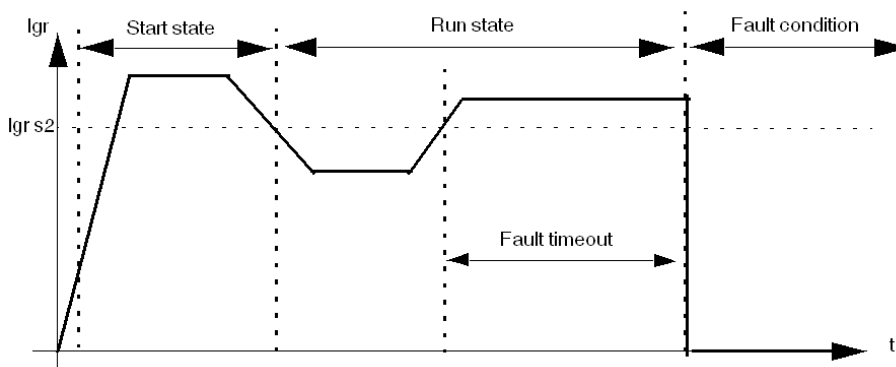 Igr
Start state
Run state
Fault condition
Igr s2
Fault timeout
t